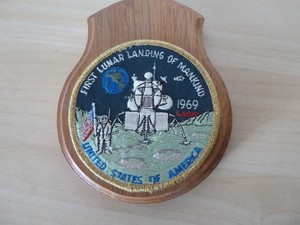 FIRST LUNAR LANDING OF MANKIND
1969
UNITED STATES OF AMERICA